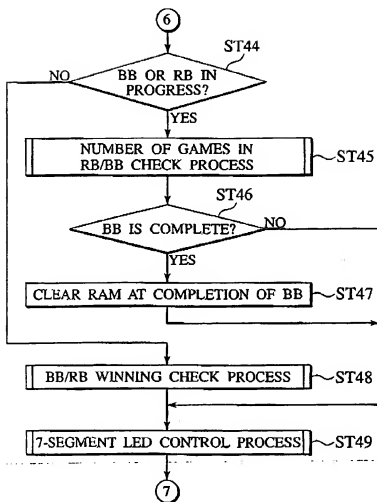 6
ST44
NO
BB OR RB IN
PROGRESS?
YES
NUMBER OF GAMES IN
RB/BB CHECK PROCESS
ST45
ST46
BB IS COMPLETE?
NO
YES
CLEAR RAM AT COMPLETION OF BB
ST47
BB/RB WINNING CHECK PROCESS
ST48
7-SEGMENT LED CONTROL PROCESS
ST49
7